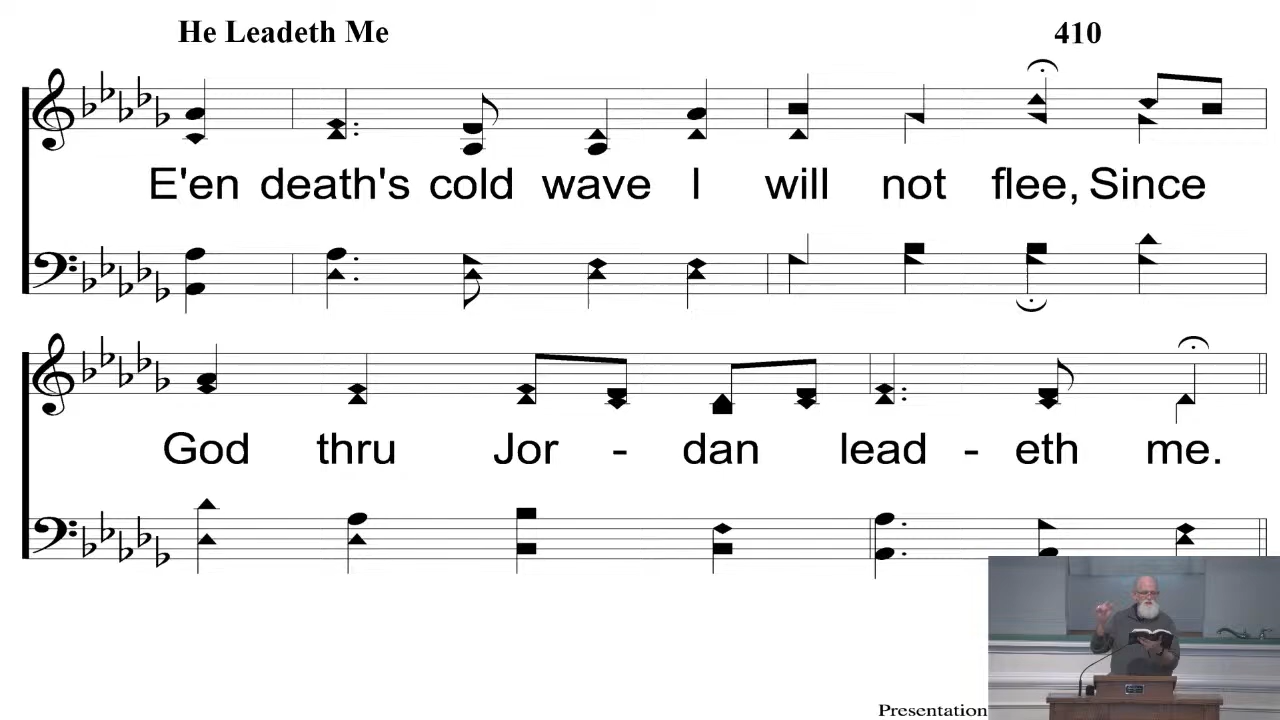 He Leadeth Me 410
E'en death's cold wave I will not flee, Since
God thru Jor - dan lead - eth me.
Presentation